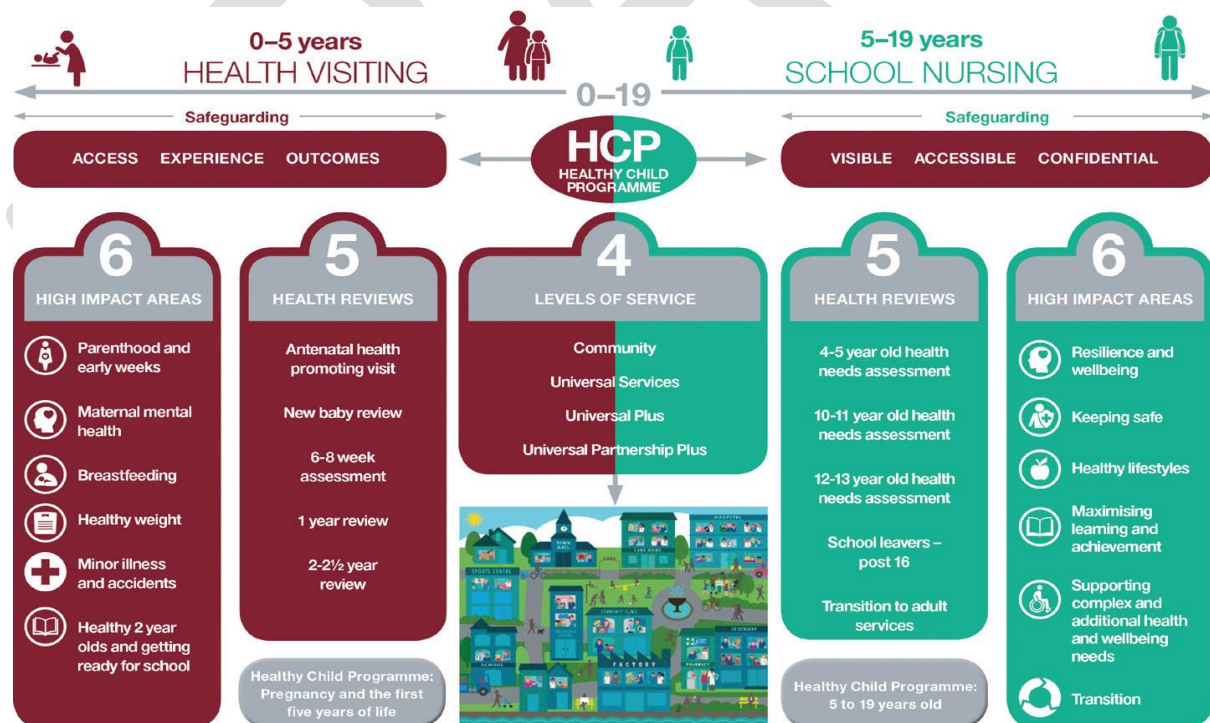 0–5 years
HEALTH VISITING
5–19 years
SCHOOL NURSING
0–19
Safeguarding
Safeguarding
ACCESS EXPERIENCE OUTCOMES
HCP
HEALTHY CHILD
PROGRAMME
VISIBLE ACCESSIBLE CONFIDENTIAL
6
HIGH IMPACT AREAS
Parenthood and
early weeks
Maternal mental
health
Breastfeeding
Healthy weight
Minor illness
and accidents
Healthy 2 year
olds and getting
ready for school
5
HEALTH REVIEWS
Antenatal health
promoting visit
New baby review
6-8 week
assessment
1 year review
2-2½ year
review
Healthy Child Programme:
Pregnancy and the first
five years of life
4
LEVELS OF SERVICE
Community
Universal Services
Universal Plus
Universal Partnership Plus
TOWN HALL
CARE HOME
HOSPITAL
SPORTS CENTRE
COMMUNITY CLINIC
SCHOOL
FACTORY
PHARMACY
5
HEALTH REVIEWS
4-5 year old health
needs assessment
10-11 year old health
needs assessment
12-13 year old health
needs assessment
School leavers –
post 16
Transition to adult
services
Healthy Child Programme:
5 to 19 years old
6
HIGH IMPACT AREAS
Resilience and
wellbeing
Keeping safe
Healthy lifestyles
Maximising
learning and
achievement
Supporting
complex and
additional health
and wellbeing
needs
Transition